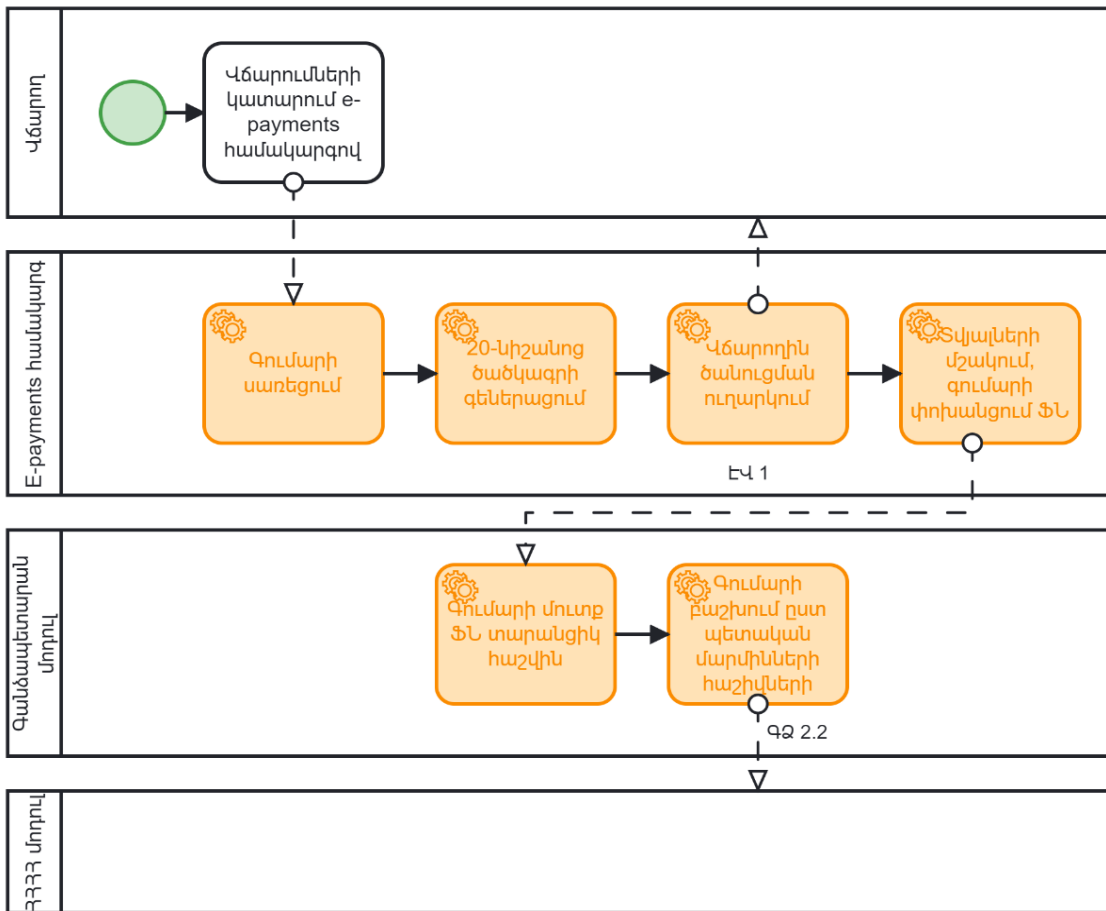 Վճարող
Վճարումների
կատարում e-
payments
համակարգով
E-payments համակարգ
Գումարի
սառեցում
20-նիշանոց
ծածկագրի
գեներացում
Վճարողին
ծանուցման
ուղարկում
Տվյալների
մշակում,
գումարի
փոխանցում ՖՆ
ԷՎ 1
Գանձապետարան
մոդուլ
Գումարի մուտք
ՖՆ տարանցիկ
հաշվին
Գումարի
բաշխում ըստ
պետական
մարմինների
հաշիվների
ԳՁ 2.2
մոդուլ